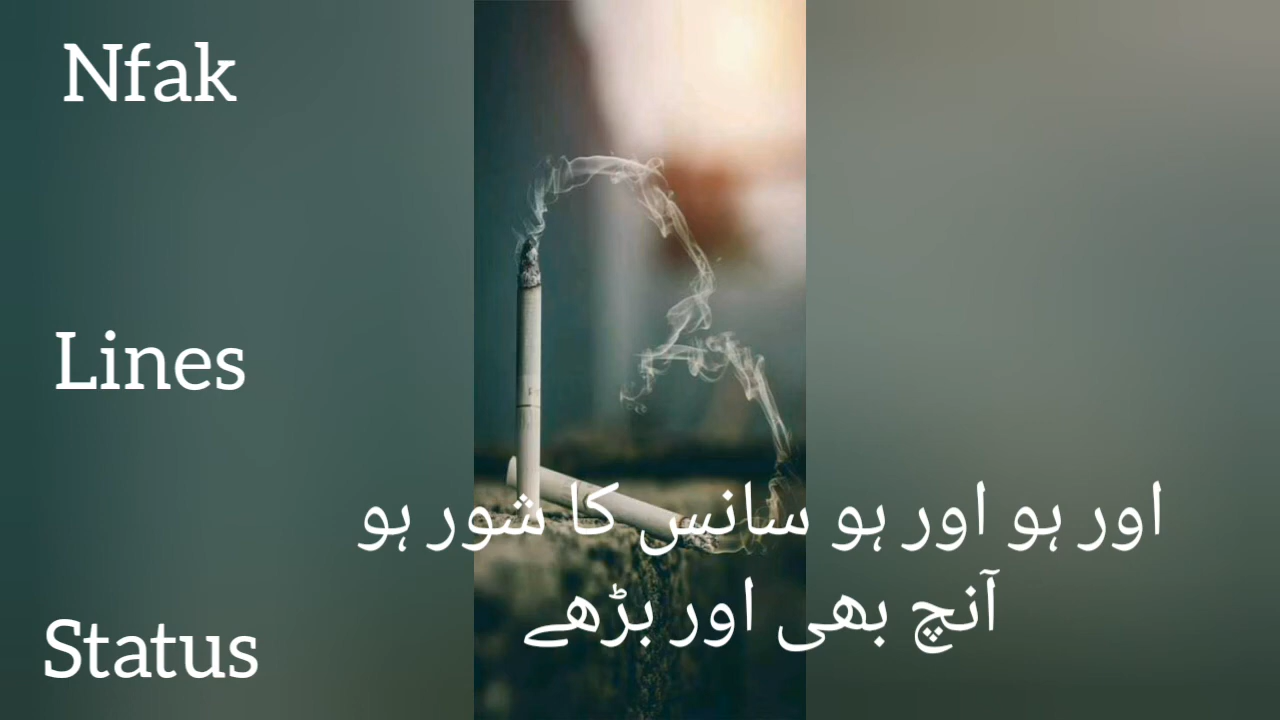 Nfak
Lines
Status
اور ہو اور ہو سانس کا شور ہو
آنچ بھی اور بڑھے